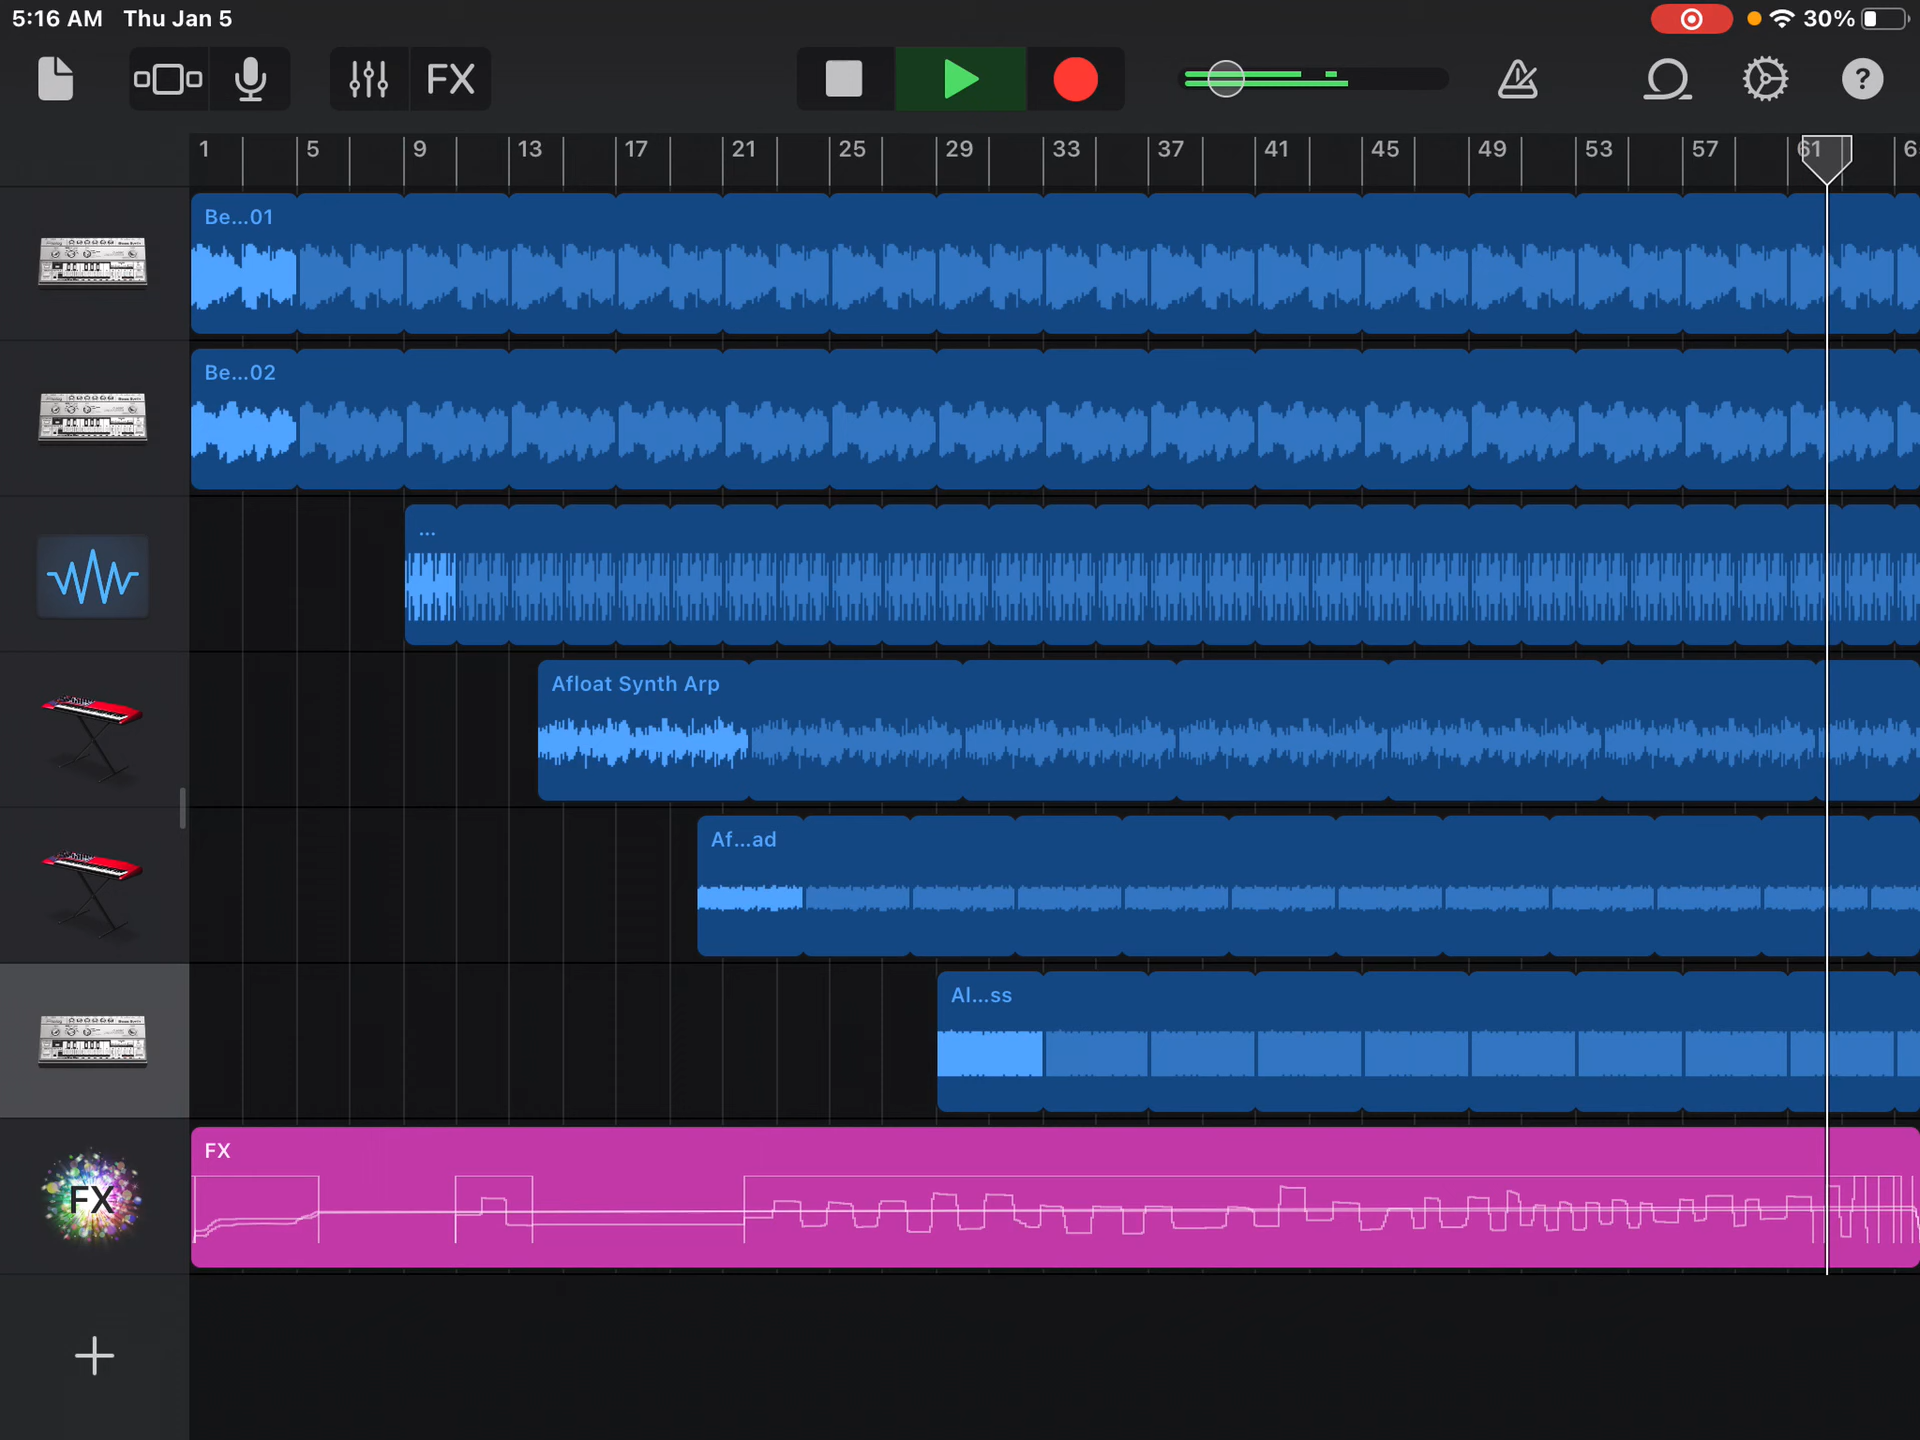 5:16 AM Thu Jan 5 30%
FX
?
1 5 9 13 17 21 25 29 33 37 41 45 49 53 57 61 6
Be...01
Be...02
...
Afloat Synth Arp
Af...ad
Al...ss
FX
FX